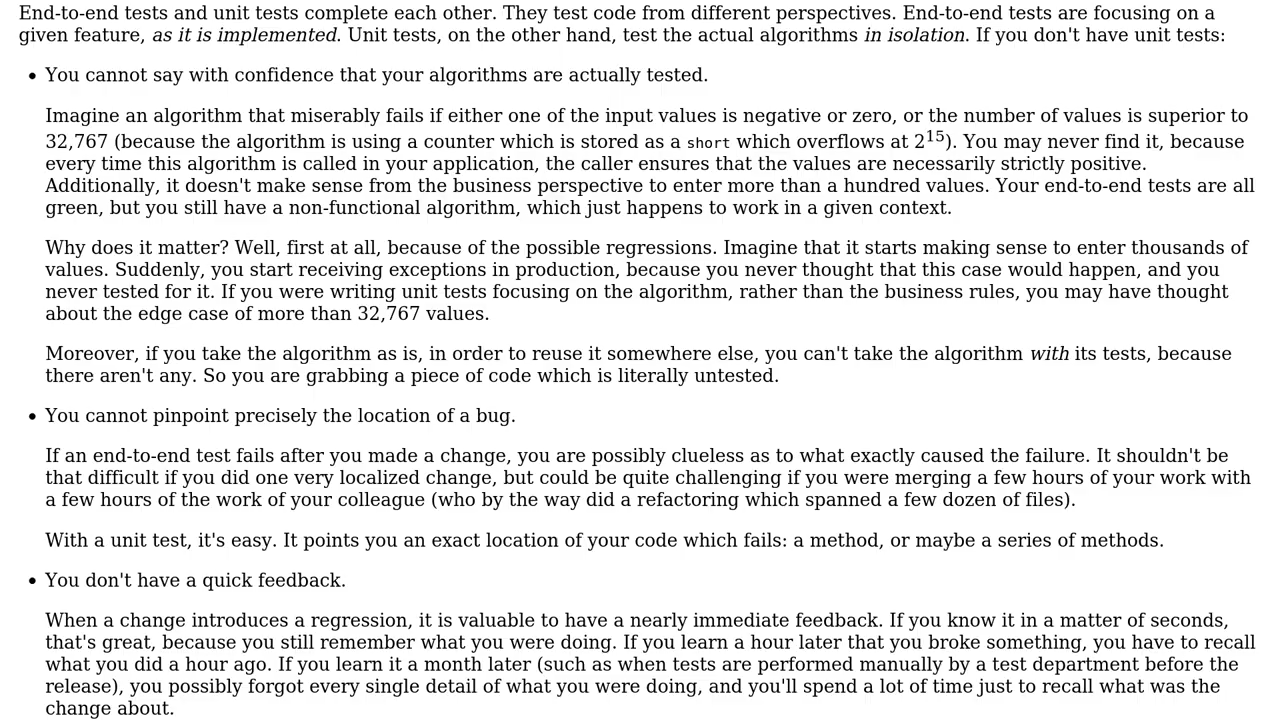 End-to-end tests and unit tests complete each other. They test code from different perspectives. End-to-end tests are focusing on a
given feature, as it is implemented. Unit tests, on the other hand, test the actual algorithms in isolation. If you don't have unit tests:
• You cannot say with confidence that your algorithms are actually tested.
Imagine an algorithm that miserably fails if either one of the input values is negative or zero, or the number of values is superior to
32,767 (because the algorithm is using a counter which is stored as a short which overflows at 2¹⁵). You may never find it, because
every time this algorithm is called in your application, the caller ensures that the values are necessarily strictly positive.
Additionally, it doesn't make sense from the business perspective to enter more than a hundred values. Your end-to-end tests are all
green, but you still have a non-functional algorithm, which just happens to work in a given context.
Why does it matter? Well, first at all, because of the possible regressions. Imagine that it starts making sense to enter thousands of
values. Suddenly, you start receiving exceptions in production, because you never thought that this case would happen, and you
never tested for it. If you were writing unit tests focusing on the algorithm, rather than the business rules, you may have thought
about the edge case of more than 32,767 values.
Moreover, if you take the algorithm as is, in order to reuse it somewhere else, you can't take the algorithm with its tests, because
there aren't any. So you are grabbing a piece of code which is literally untested.
• You cannot pinpoint precisely the location of a bug.
If an end-to-end test fails after you made a change, you are possibly clueless as to what exactly caused the failure. It shouldn't be
that difficult if you did one very localized change, but could be quite challenging if you were merging a few hours of your work with
a few hours of the work of your colleague (who by the way did a refactoring which spanned a few dozen of files).
With a unit test, it's easy. It points you an exact location of your code which fails: a method, or maybe a series of methods.
• You don't have a quick feedback.
When a change introduces a regression, it is valuable to have a nearly immediate feedback. If you know it in a matter of seconds,
that's great, because you still remember what you were doing. If you learn a hour later that you broke something, you have to recall
what you did a hour ago. If you learn it a month later (such as when tests are performed manually by a test department before the
release), you possibly forgot every single detail of what you were doing, and you'll spend a lot of time just to recall what was the
change about.